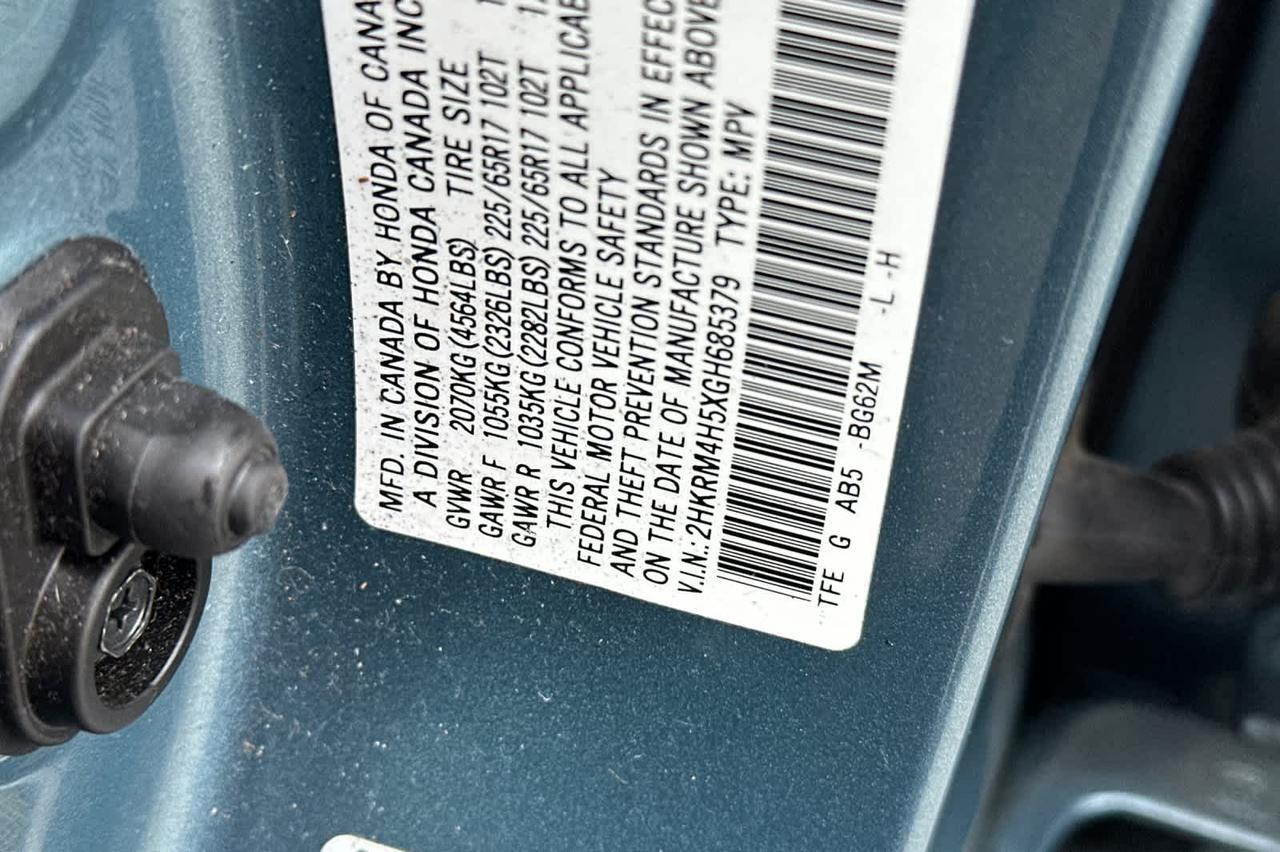 MFD. IN CANADA BY HONDA OF CANA
A DIVISION OF HONDA CANADA INC
GVWR 2070KG (4564LBS) TIRE SIZE
GAWR F 1055KG (2326LBS) 225/65R17 102T
GAWR R 1035KG (2282LBS) 225/65R17 102T
THIS VEHICLE CONFORMS TO ALL APPLICAB
FEDERAL MOTOR VEHICLE SAFETY
AND THEFT PREVENTION STANDARDS IN EFFEC
ON THE DATE OF MANUFACTURE SHOWN ABOVE
V.I.N.: 2HKRM4H5XGH685379 TYPE: MPV
TFE G AB5 -BG62M -L -H